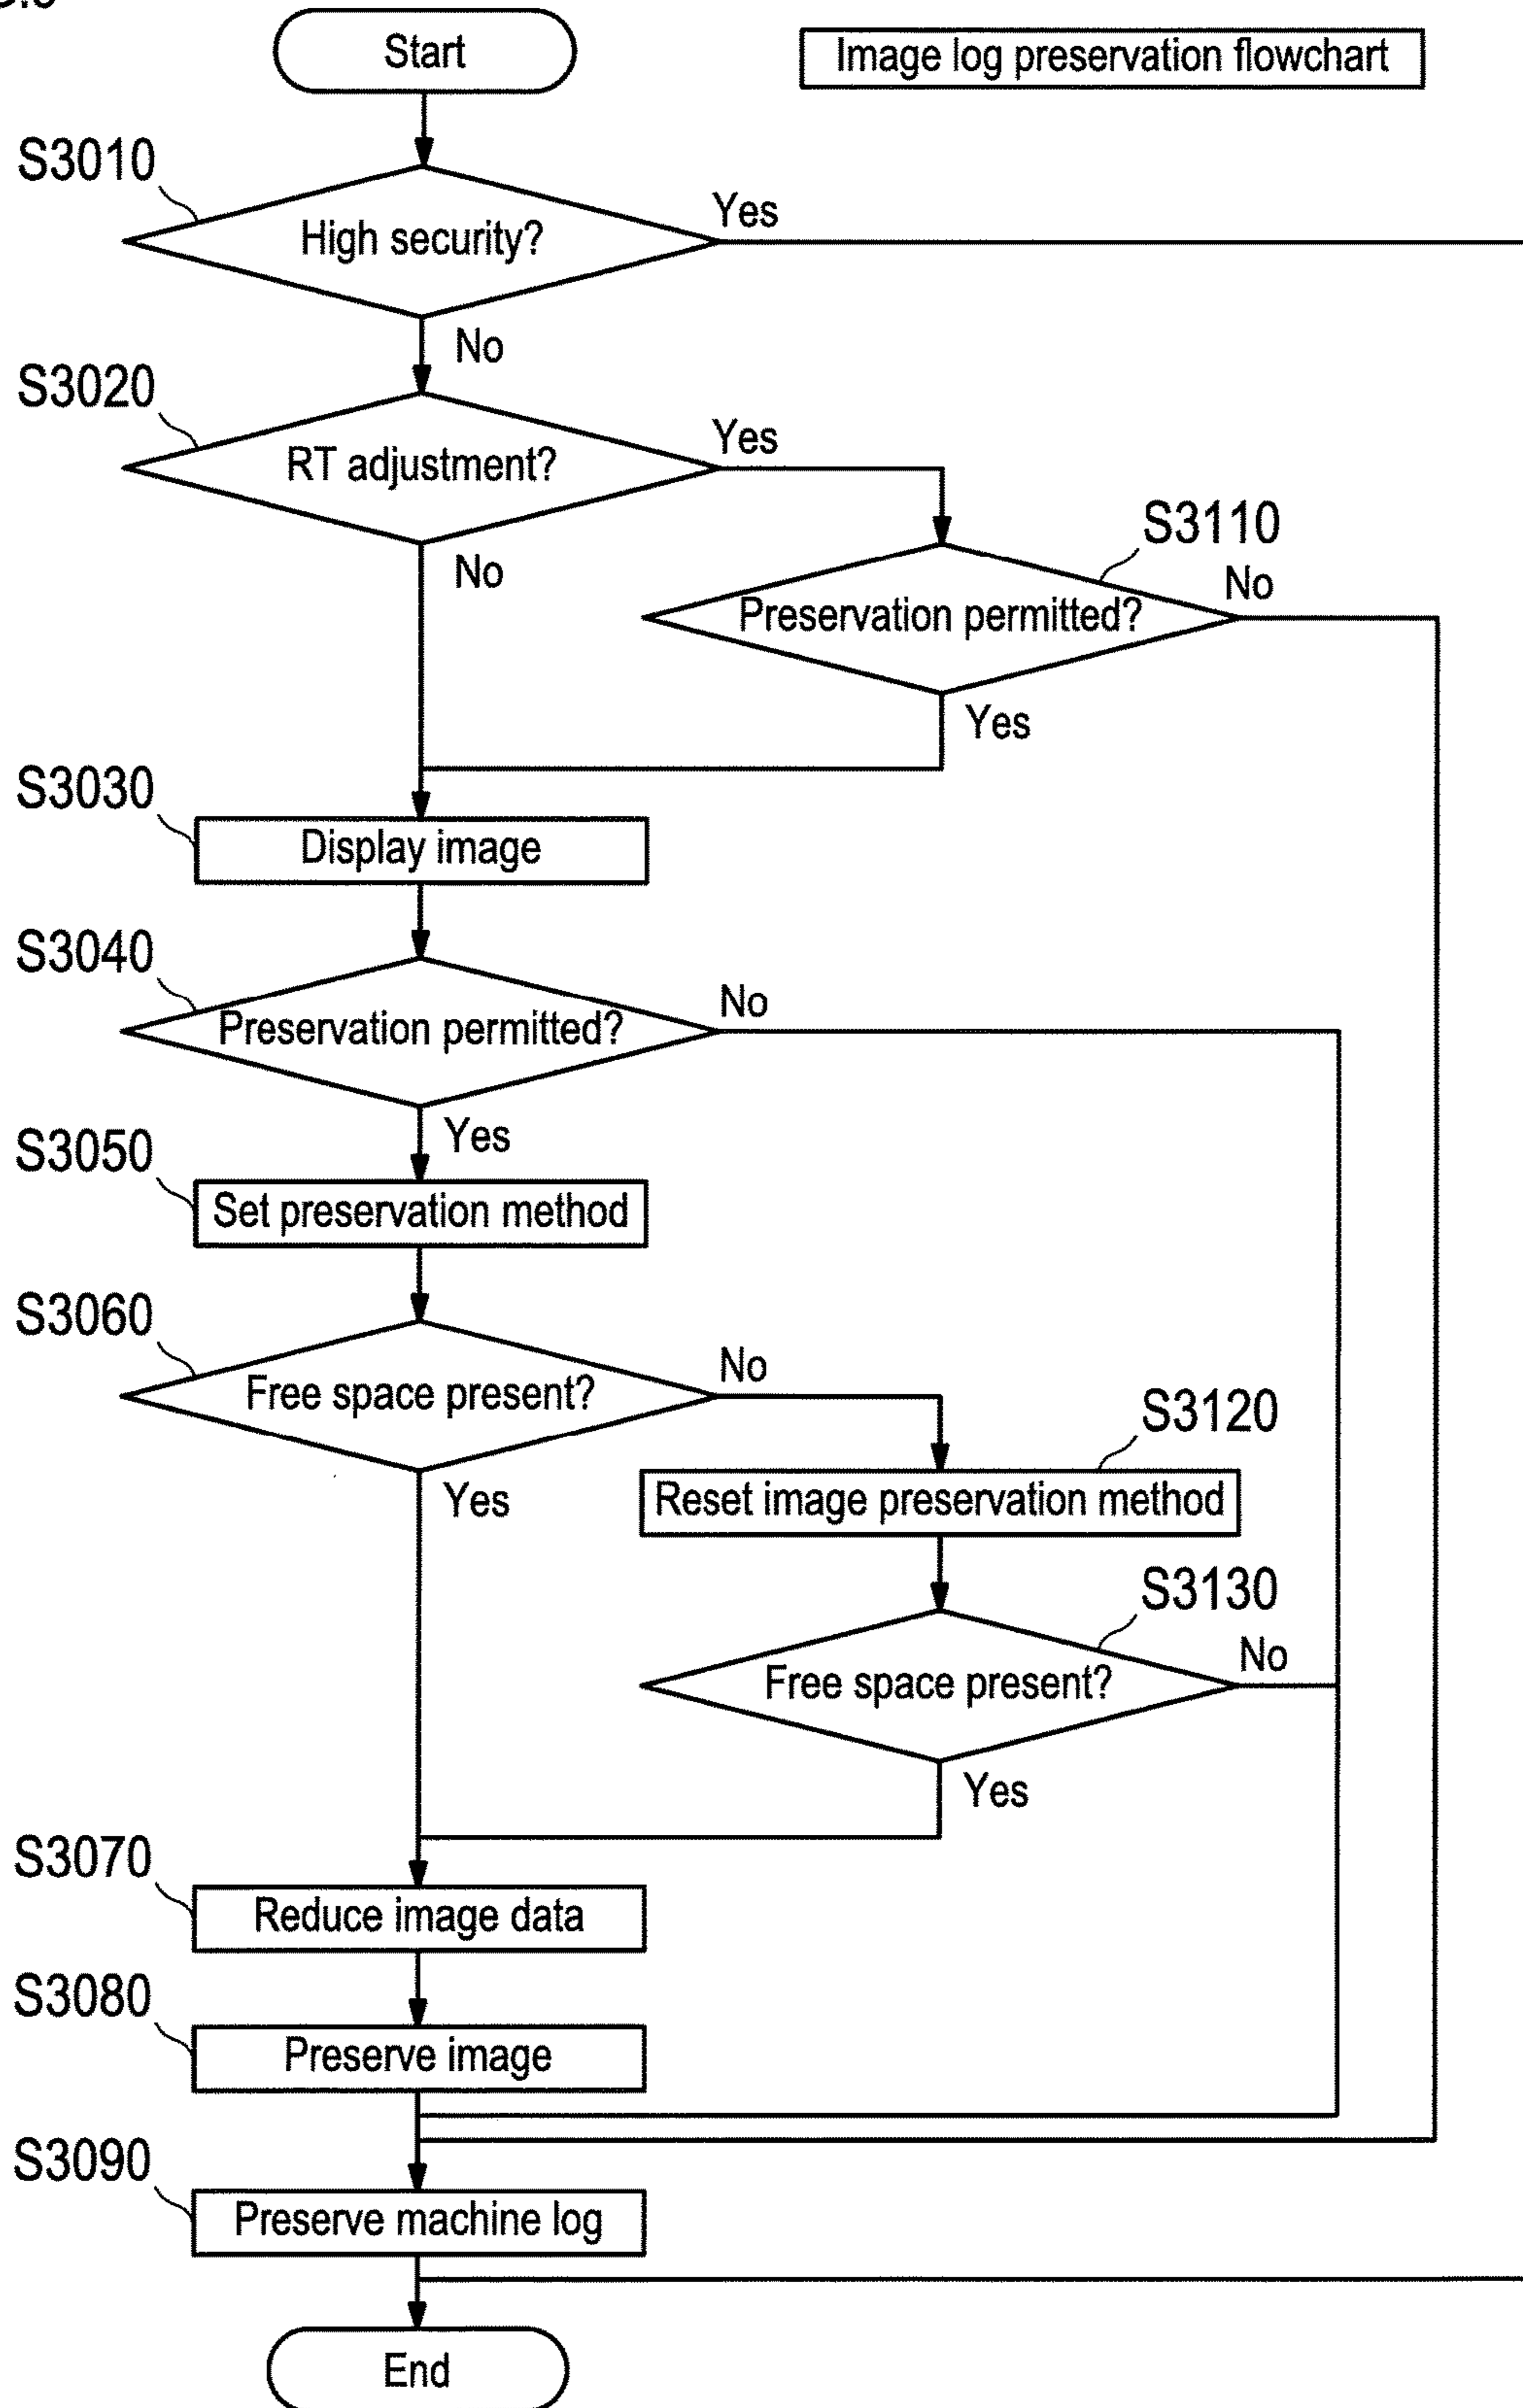 Start
Image log preservation flowchart
S3010
High security?
Yes
No
S3020
RT adjustment?
Yes
No
S3110
Preservation permitted?
No
Yes
S3030
Display image
S3040
Preservation permitted?
No
Yes
S3050
Set preservation method
S3060
Free space present?
No
Yes
S3120
Reset image preservation method
S3130
Free space present?
No
Yes
S3070
Reduce image data
S3080
Preserve image
S3090
Preserve machine log
End